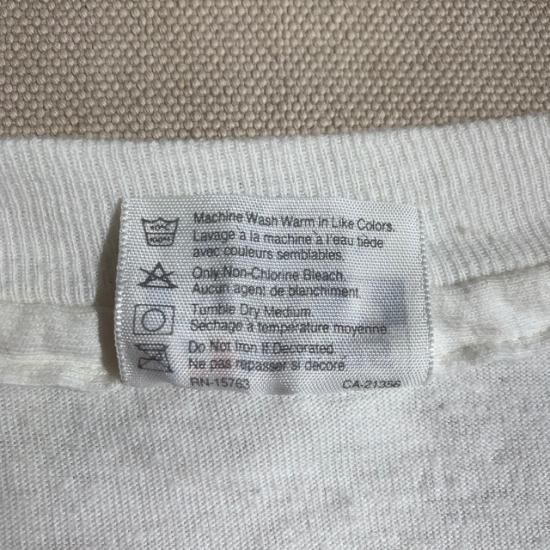 Machine Wash Warm in Like Colors.
Lavage à la machine à l'eau tiède
avec couleurs semblables.
Only Non-Chlorine Bleach.
Aucun agent de blanchiment.
Tumble Dry Medium.
Séchage à température moyenne.
Do Not Iron If Decorated.
Ne pas repasser si décoré.
RN-15763 CA-21356